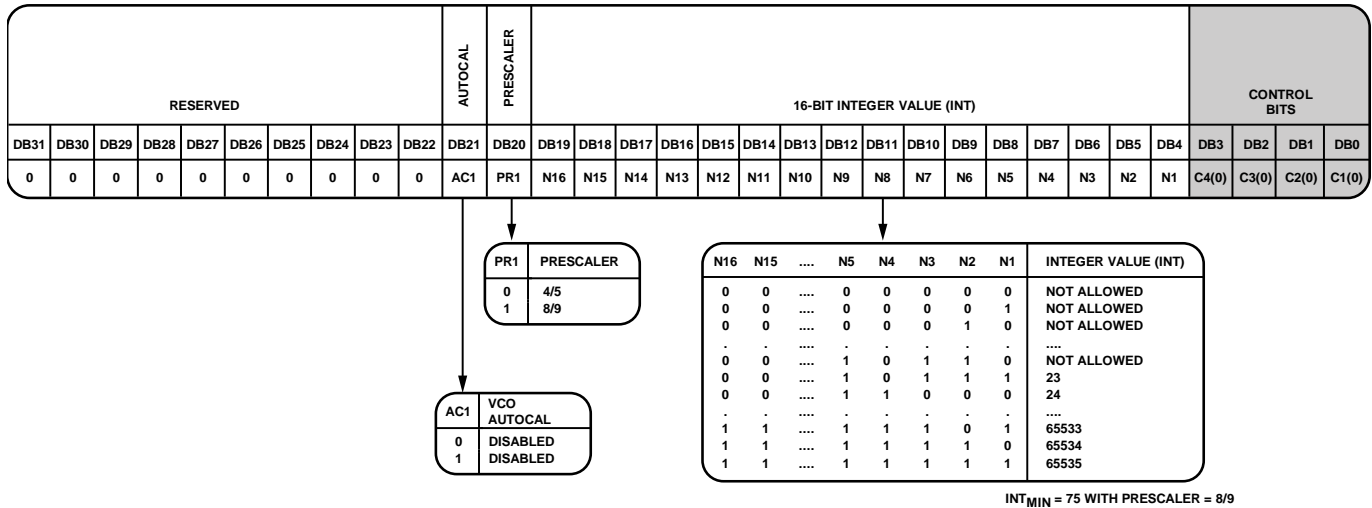 RESERVED
AUTOCAL
PRESCALER
16-BIT INTEGER VALUE (INT)
CONTROL
BITS
DB31 DB30 DB29 DB28 DB27 DB26 DB25 DB24 DB23 DB22 DB21 DB20 DB19 DB18 DB17 DB16 DB15 DB14 DB13 DB12 DB11 DB10 DB9 DB8 DB7 DB6 DB5 DB4 DB3 DB2 DB1 DB0
0 0 0 0 0 0 0 0 0 0 AC1 PR1 N16 N15 N14 N13 N12 N11 N10 N9 N8 N7 N6 N5 N4 N3 N2 N1 C4(0) C3(0) C2(0) C1(0)
PR1 PRESCALER
0 4/5
1 8/9
AC1 VCO
AUTOCAL
0 DISABLED
1 DISABLED
N16 N15 .... N5 N4 N3 N2 N1 INTEGER VALUE (INT)
0 0 .... 0 0 0 0 0 NOT ALLOWED
0 0 .... 0 0 0 0 1 NOT ALLOWED
0 0 .... 0 0 0 1 0 NOT ALLOWED
. . .... . . . . . ....
0 0 .... 1 0 1 1 0 NOT ALLOWED
0 0 .... 1 0 1 1 1 23
0 0 .... 1 1 0 0 0 24
. . .... . . . . . ....
1 1 .... 1 1 1 0 1 65533
1 1 .... 1 1 1 1 0 65534
1 1 .... 1 1 1 1 1 65535
INTMIN = 75 WITH PRESCALER = 8/9